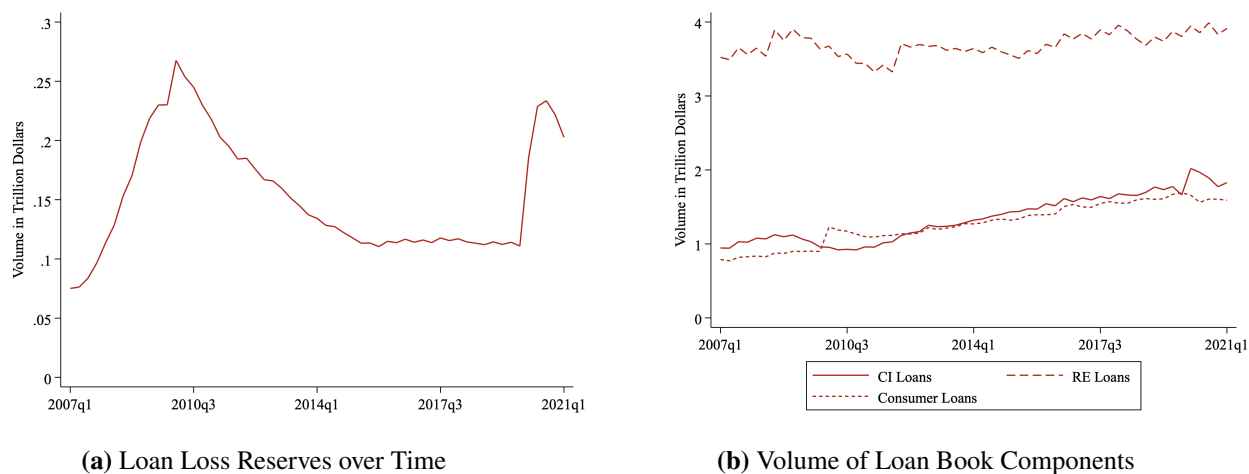 Volume in Trillion Dollars
.3
.25
.2
.15
.1
.05
0
2007q1 2010q3 2014q1 2017q3 2021q1
(a) Loan Loss Reserves over Time
Volume in Trillion Dollars
4
3
2
1
0
2007q1 2010q3 2014q1 2017q3 2021q1
CI Loans RE Loans
Consumer Loans
(b) Volume of Loan Book Components